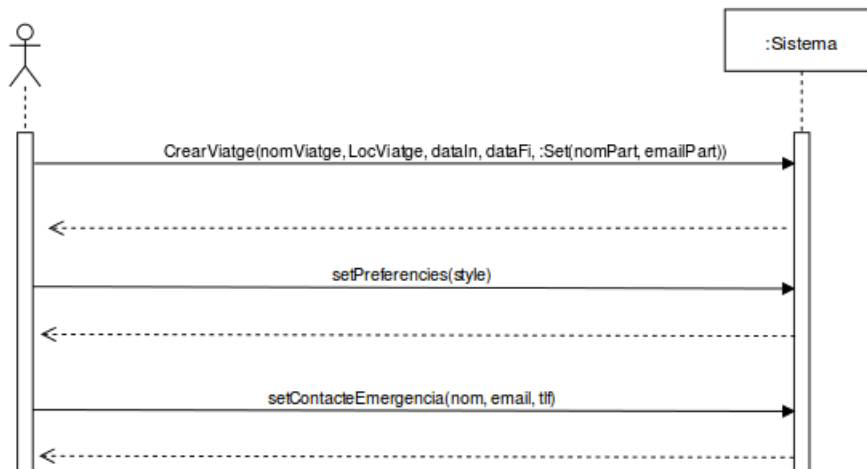 :Sistema
CrearViatge(nomViatge, LocViatge, dataIn, dataFi, :Set(nomPart, emailPart))
setPreferencies(style)
setContacteEmergencia(nom, email, tlf)